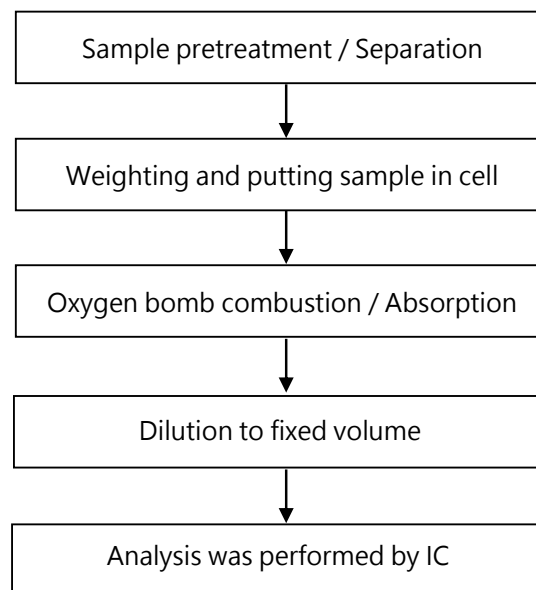 Sample pretreatment / Separation
Weighting and putting sample in cell
Oxygen bomb combustion / Absorption
Dilution to fixed volume
Analysis was performed by IC